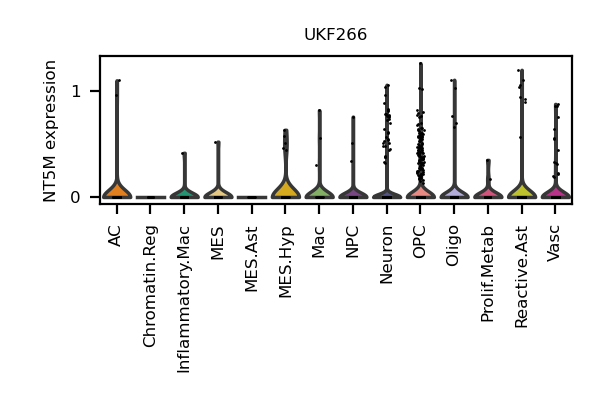 UKF266
NT5M expression
1
0
AC
Chromatin.Reg
Inflammatory.Mac
MES
MES.Ast
MES.Hyp
Mac
NPC
Neuron
OPC
Oligo
Prolif.Metab
Reactive.Ast
Vasc